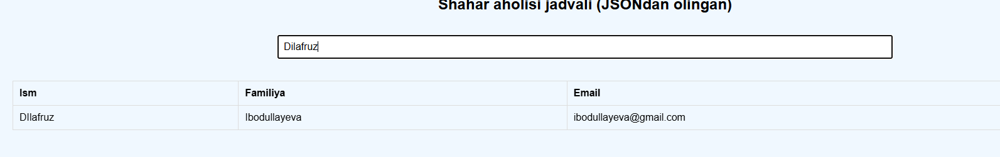 Shahar aholisi jadvali (JSONdan olingan)
Dilafruz
Ism Familiya Email
DIlafruz Ibodullayeva ibodullayeva@gmail.com